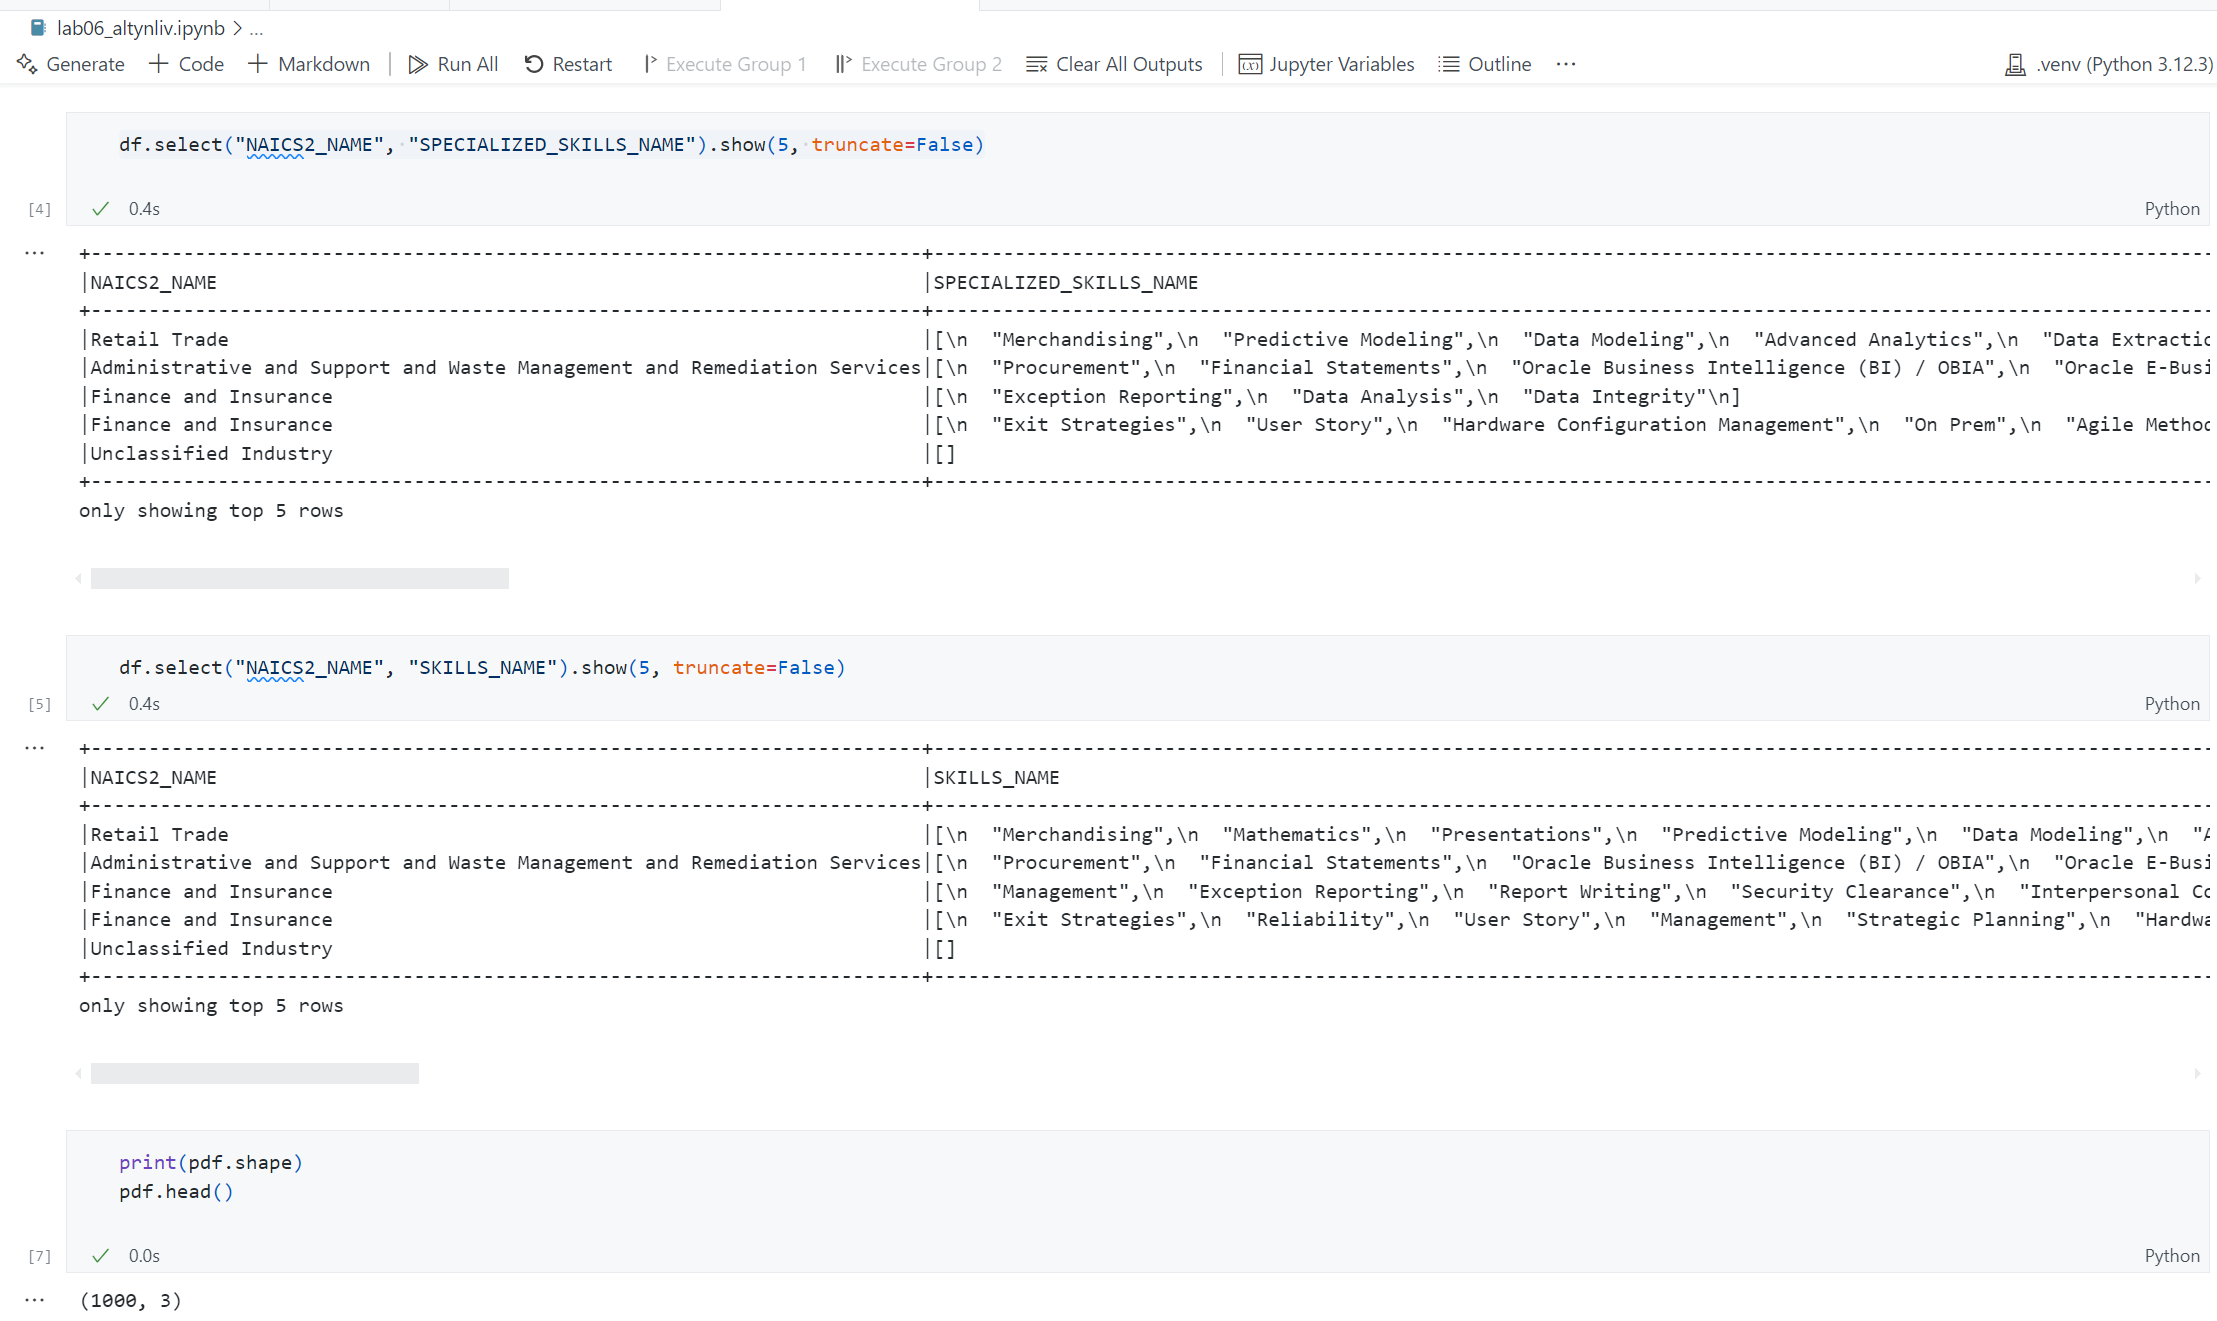 lab06_altynliv.ipynb > ...
Generate + Code + Markdown | Run All Restart Execute Group 1 Execute Group 2 Clear All Outputs | Jupyter Variables Outline ... .venv (Python 3.12.3)
df.select("NAICS2_NAME", "SPECIALIZED_SKILLS_NAME").show(5, truncate=False)
[4] ✓ 0.4s Python
... +------------------------------------------------------------------------+---------------------------------------------------------------------------------------------------------------
|NAICS2_NAME |SPECIALIZED_SKILLS_NAME
+------------------------------------------------------------------------+---------------------------------------------------------------------------------------------------------------
|Retail Trade |[\n  "Merchandising",\n  "Predictive Modeling",\n  "Data Modeling",\n  "Advanced Analytics",\n  "Data Extractio
|Administrative and Support and Waste Management and Remediation Services|[\n  "Procurement",\n  "Financial Statements",\n  "Oracle Business Intelligence (BI) / OBIA",\n  "Oracle E-Busi
|Finance and Insurance |[\n  "Exception Reporting",\n  "Data Analysis",\n  "Data Integrity"\n]
|Finance and Insurance |[\n  "Exit Strategies",\n  "User Story",\n  "Hardware Configuration Management",\n  "On Prem",\n  "Agile Method
|Unclassified Industry |[]
+------------------------------------------------------------------------+---------------------------------------------------------------------------------------------------------------
only showing top 5 rows
df.select("NAICS2_NAME", "SKILLS_NAME").show(5, truncate=False)
[5] ✓ 0.4s Python
... +------------------------------------------------------------------------+---------------------------------------------------------------------------------------------------------------
|NAICS2_NAME |SKILLS_NAME
+------------------------------------------------------------------------+---------------------------------------------------------------------------------------------------------------
|Retail Trade |[\n  "Merchandising",\n  "Mathematics",\n  "Presentations",\n  "Predictive Modeling",\n  "Data Modeling",\n  "A
|Administrative and Support and Waste Management and Remediation Services|[\n  "Procurement",\n  "Financial Statements",\n  "Oracle Business Intelligence (BI) / OBIA",\n  "Oracle E-Busi
|Finance and Insurance |[\n  "Management",\n  "Exception Reporting",\n  "Report Writing",\n  "Security Clearance",\n  "Interpersonal Co
|Finance and Insurance |[\n  "Exit Strategies",\n  "Reliability",\n  "User Story",\n  "Management",\n  "Strategic Planning",\n  "Hardwa
|Unclassified Industry |[]
+------------------------------------------------------------------------+---------------------------------------------------------------------------------------------------------------
only showing top 5 rows
print(pdf.shape)
pdf.head()
[7] ✓ 0.0s Python
... (1000, 3)